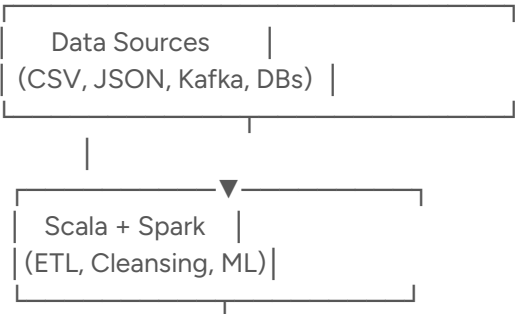 Data Sources
(CSV, JSON, Kafka, DBs)
Scala + Spark
(ETL, Cleansing, ML)